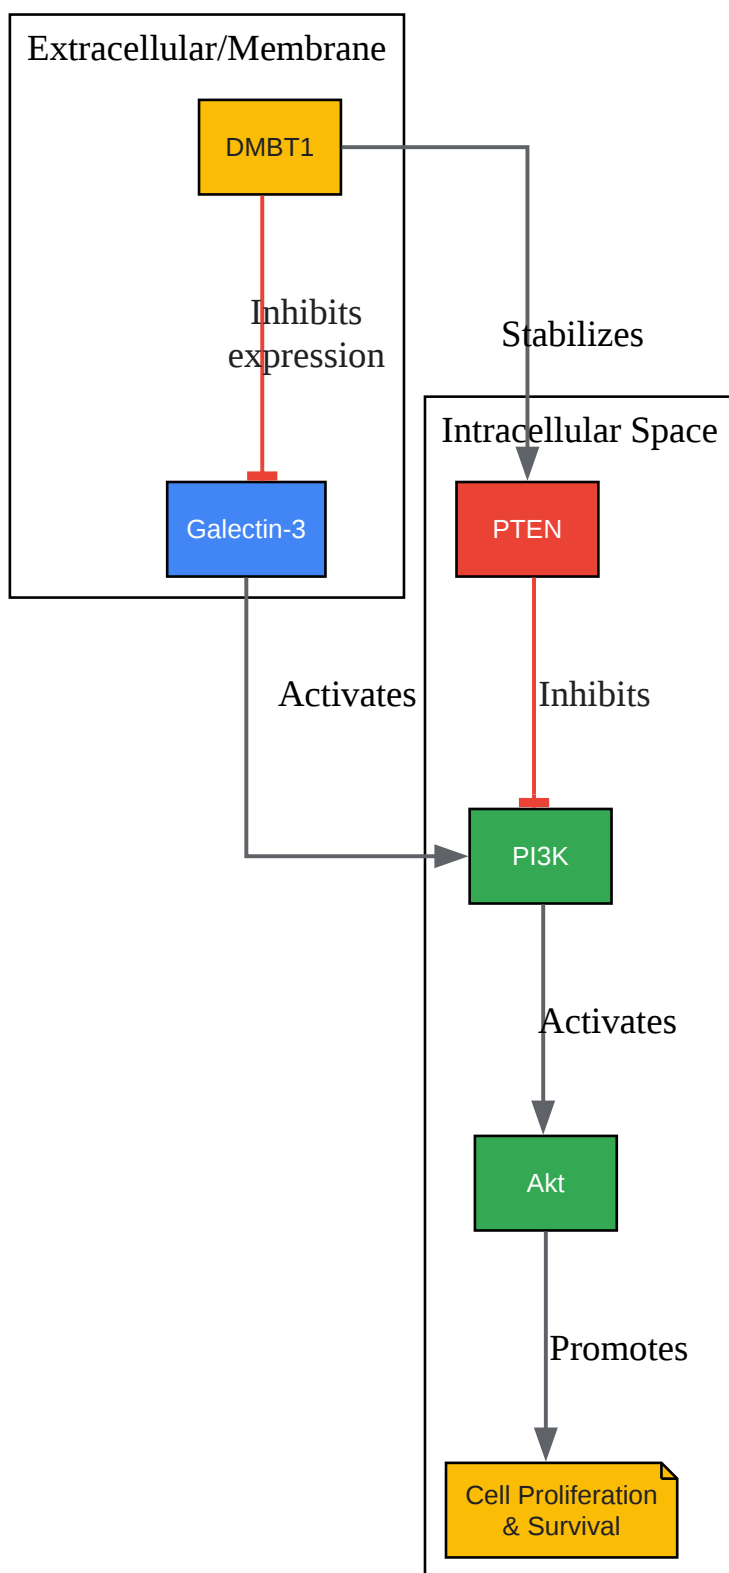 Extracellular/Membrane
DMBT1
Inhibits
expression
Stabilizes
Intracellular Space
Galectin-3
PTEN
Activates
Inhibits
PI3K
Activates
Akt
Promotes
Cell Proliferation
& Survival